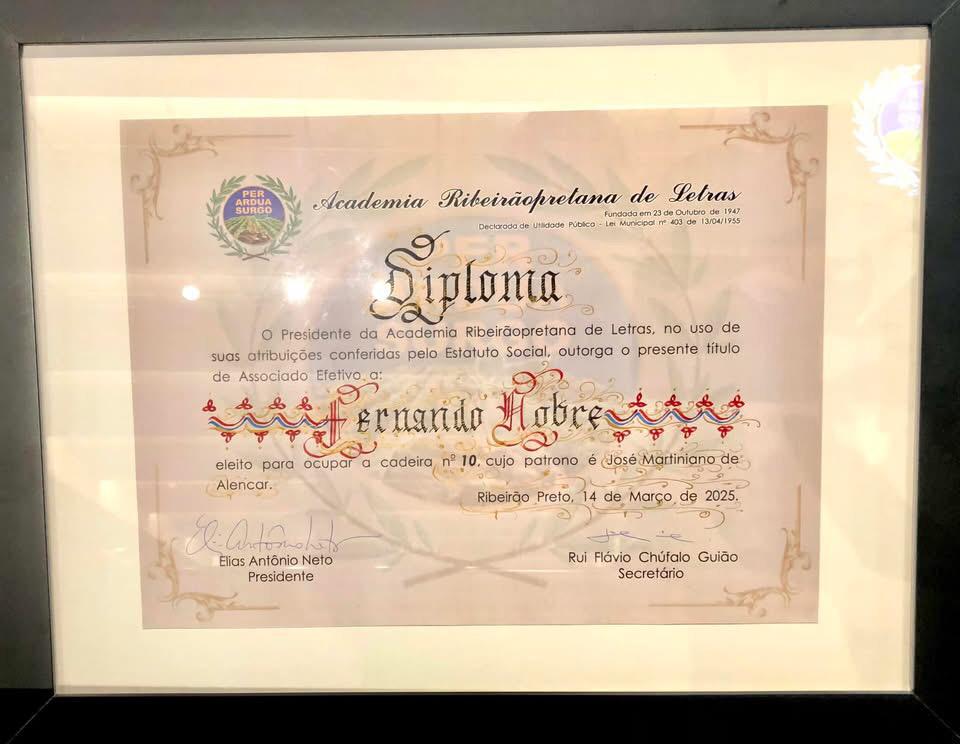 PER
ARDUA
SURGO
Academia Ribeirãopretana de Letras
Fundada em 23 de Outubro de 1947
Declarada de Utilidade Pública - Lei Municipal nº 403 de 13/04/1955
Diploma
O Presidente da Academia Ribeirãopretana de Letras, no uso de
suas atribuições conferidas pelo Estatuto Social, outorga o presente título
de Associado Efetivo a:
Fernando Nobre
eleito para ocupar a cadeira nº 10, cujo patrono é José Martiniano de
Alencar.
Ribeirão Preto, 14 de Março de 2025.
Elias Antônio Neto
Presidente
Rui Flávio Chúfalo Guião
Secretário